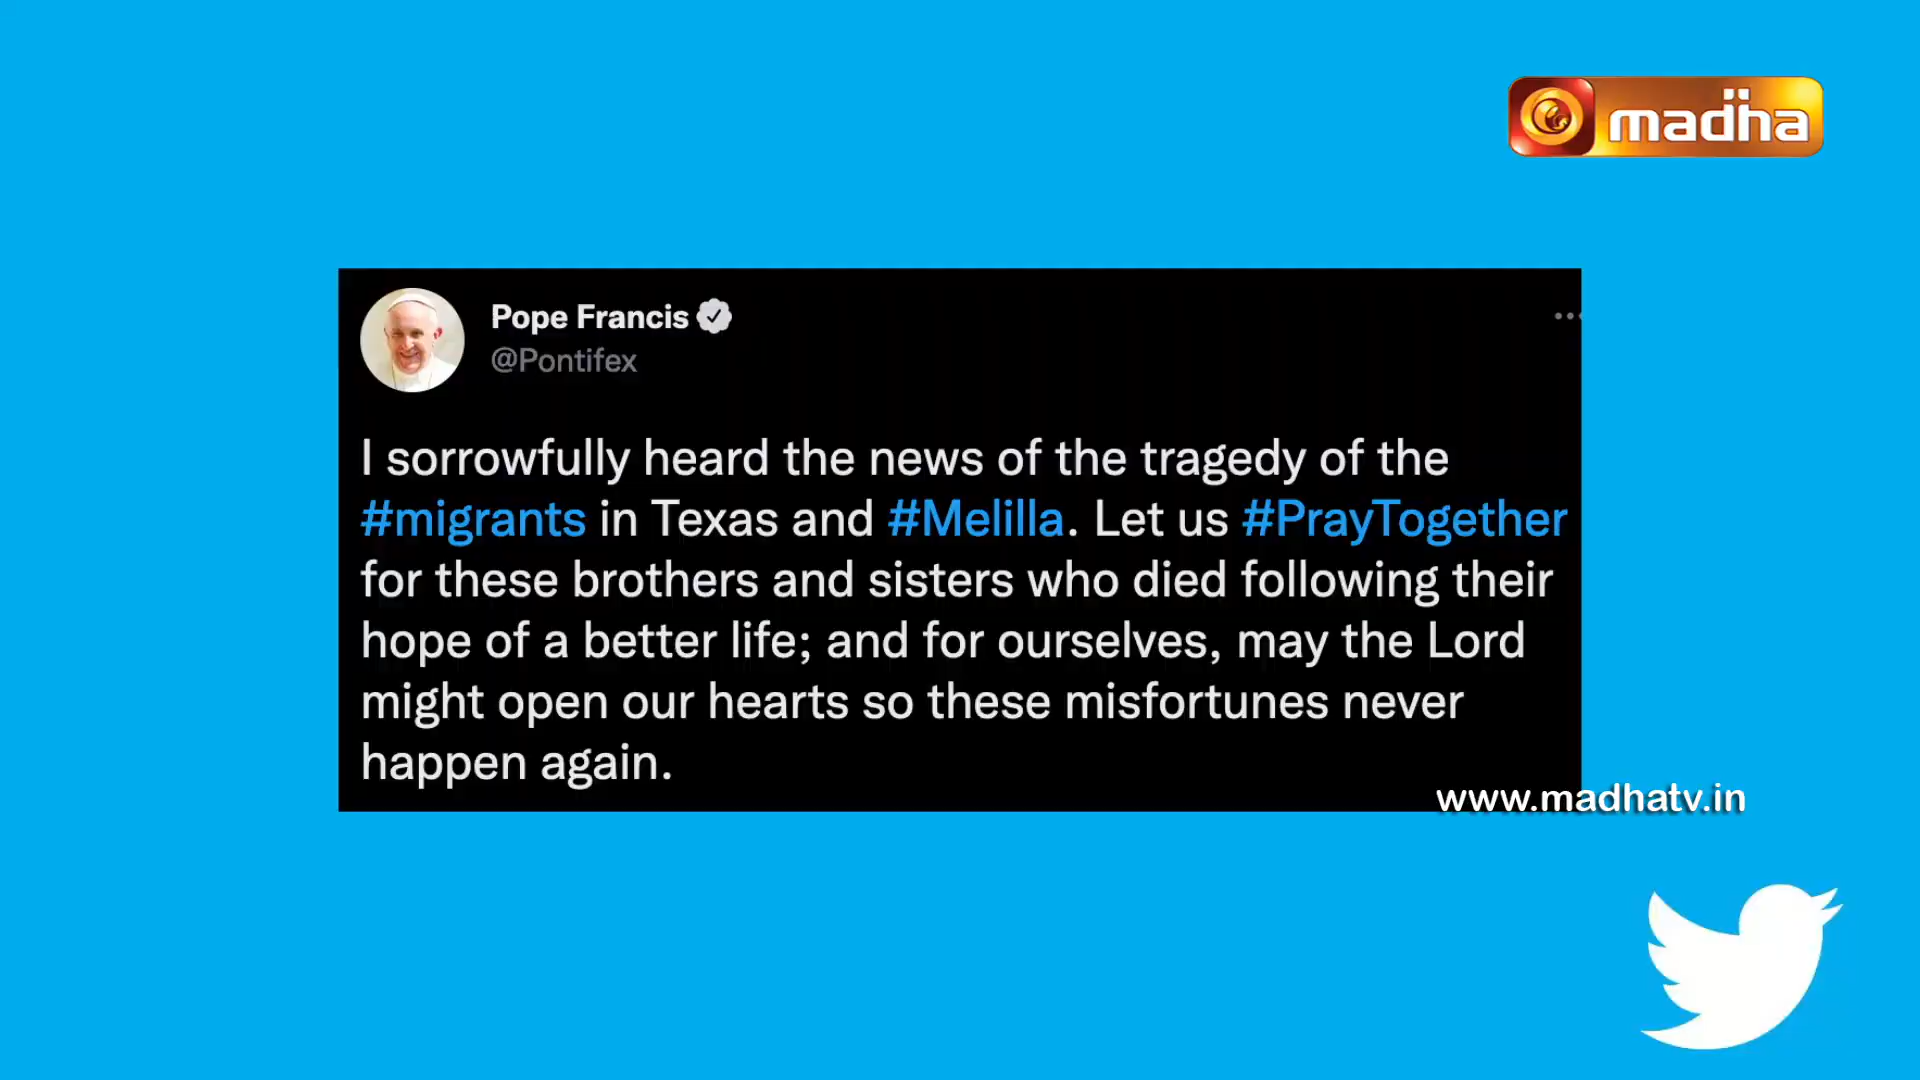 madha
Pope Francis
@Pontifex
I sorrowfully heard the news of the tragedy of the
#migrants in Texas and #Melilla. Let us #PrayTogether
for these brothers and sisters who died following their
hope of a better life; and for ourselves, may the Lord
might open our hearts so these misfortunes never
happen again.
www.madhatv.in